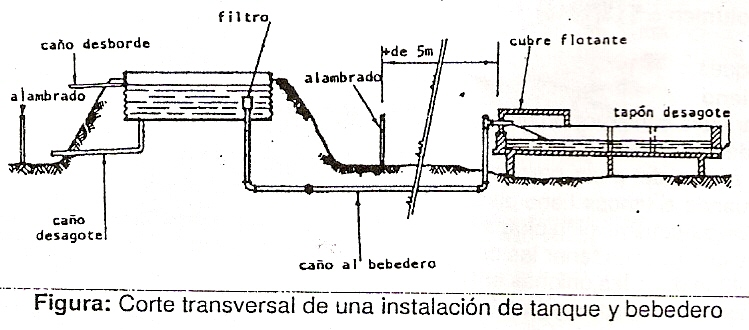 filtro
caño desborde
+de 5m
cubre flotante
alambrado
alambrado
tapón desagote
caño
desagote
caño al bebedero
Figura: Corte transversal de una instalación de tanque y bebedero